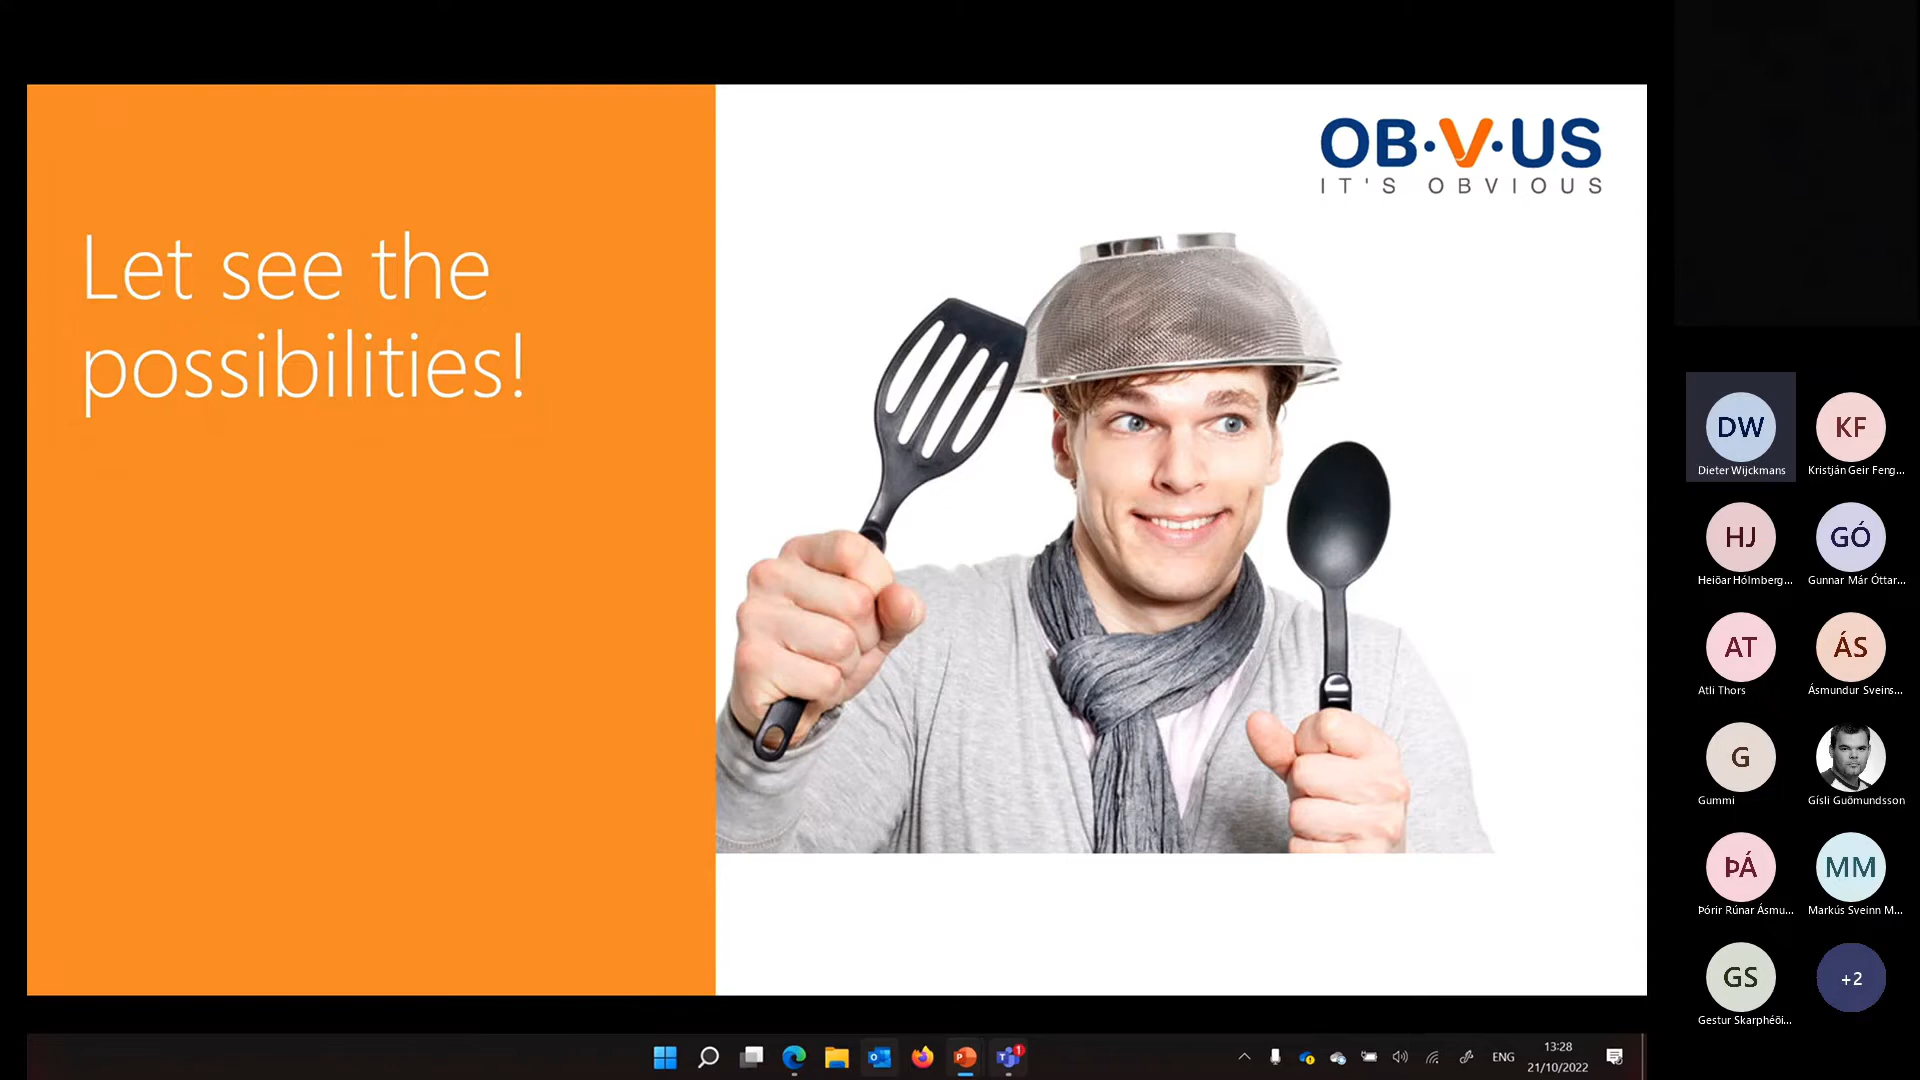 Let see the
possibilities!
OB·V·US
IT'S OBVIOUS
DW
Dieter Wijckmans
KF
Kristján Geir Feng...
HJ
Heiðar Hólmberg...
GÓ
Gunnar Már Óttar...
AT
Atli Thors
ÁS
Ásmundur Sveins...
G
Gummi
Gísli Guðmundsson
ÞÁ
Þórir Rúnar Ásmu...
MM
Markús Sveinn M...
GS
Gestur Skarphéði...
+2
1
ENG
13:28
21/10/2022